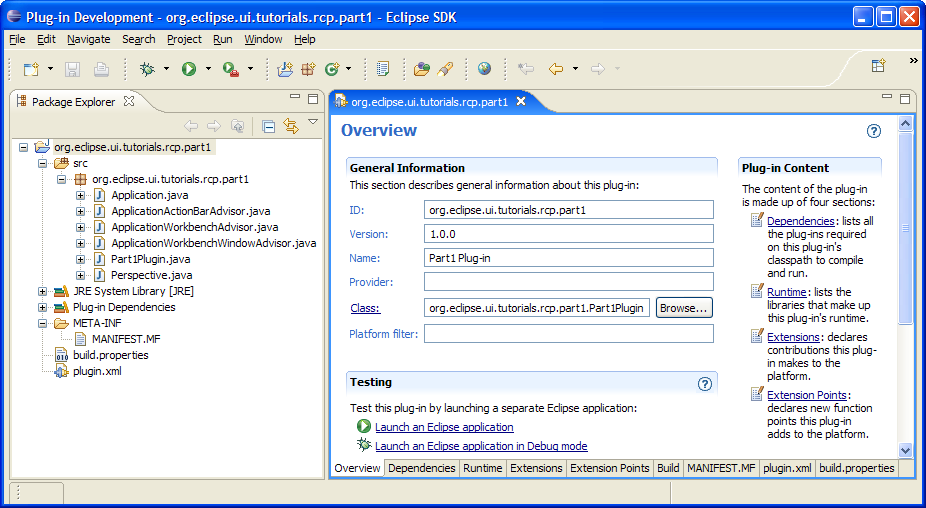 Plug-in Development - org.eclipse.ui.tutorials.rcp.part1 - Eclipse SDK
File Edit Navigate Search Project Run Window Help
Package Explorer
org.eclipse.ui.tutorials.rcp.part1
src
org.eclipse.ui.tutorials.rcp.part1
Application.java
ApplicationActionBarAdvisor.java
ApplicationWorkbenchAdvisor.java
ApplicationWorkbenchWindowAdvisor.java
Part1Plugin.java
Perspective.java
JRE System Library [JRE]
Plug-in Dependencies
META-INF
MANIFEST.MF
build.properties
plugin.xml
org.eclipse.ui.tutorials.rcp.part1
Overview
General Information
This section describes general information about this plug-in:
ID: org.eclipse.ui.tutorials.rcp.part1
Version: 1.0.0
Name: Part1 Plug-in
Provider:
Class: org.eclipse.ui.tutorials.rcp.part1.Part1Plugin Browse...
Platform filter:
Testing
Test this plug-in by launching a separate Eclipse application:
Launch an Eclipse application
Launch an Eclipse application in Debug mode
Plug-in Content
The content of the plug-in
is made up of four sections:
Dependencies: lists all
the plug-ins required
on this plug-in's
classpath to compile
and run.
Runtime: lists the
libraries that make up
this plug-in's runtime.
Extensions: declares
contributions this plug-
in makes to the
platform.
Extension Points:
declares new function
points this plug-in
adds to the platform.
Overview Dependencies Runtime Extensions Extension Points Build MANIFEST.MF plugin.xml build.properties